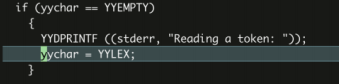 if (yychar == YYEMPTY)
{
YYDPRINTF ((stderr, "Reading a token: "));
yychar = YYLEX;
}